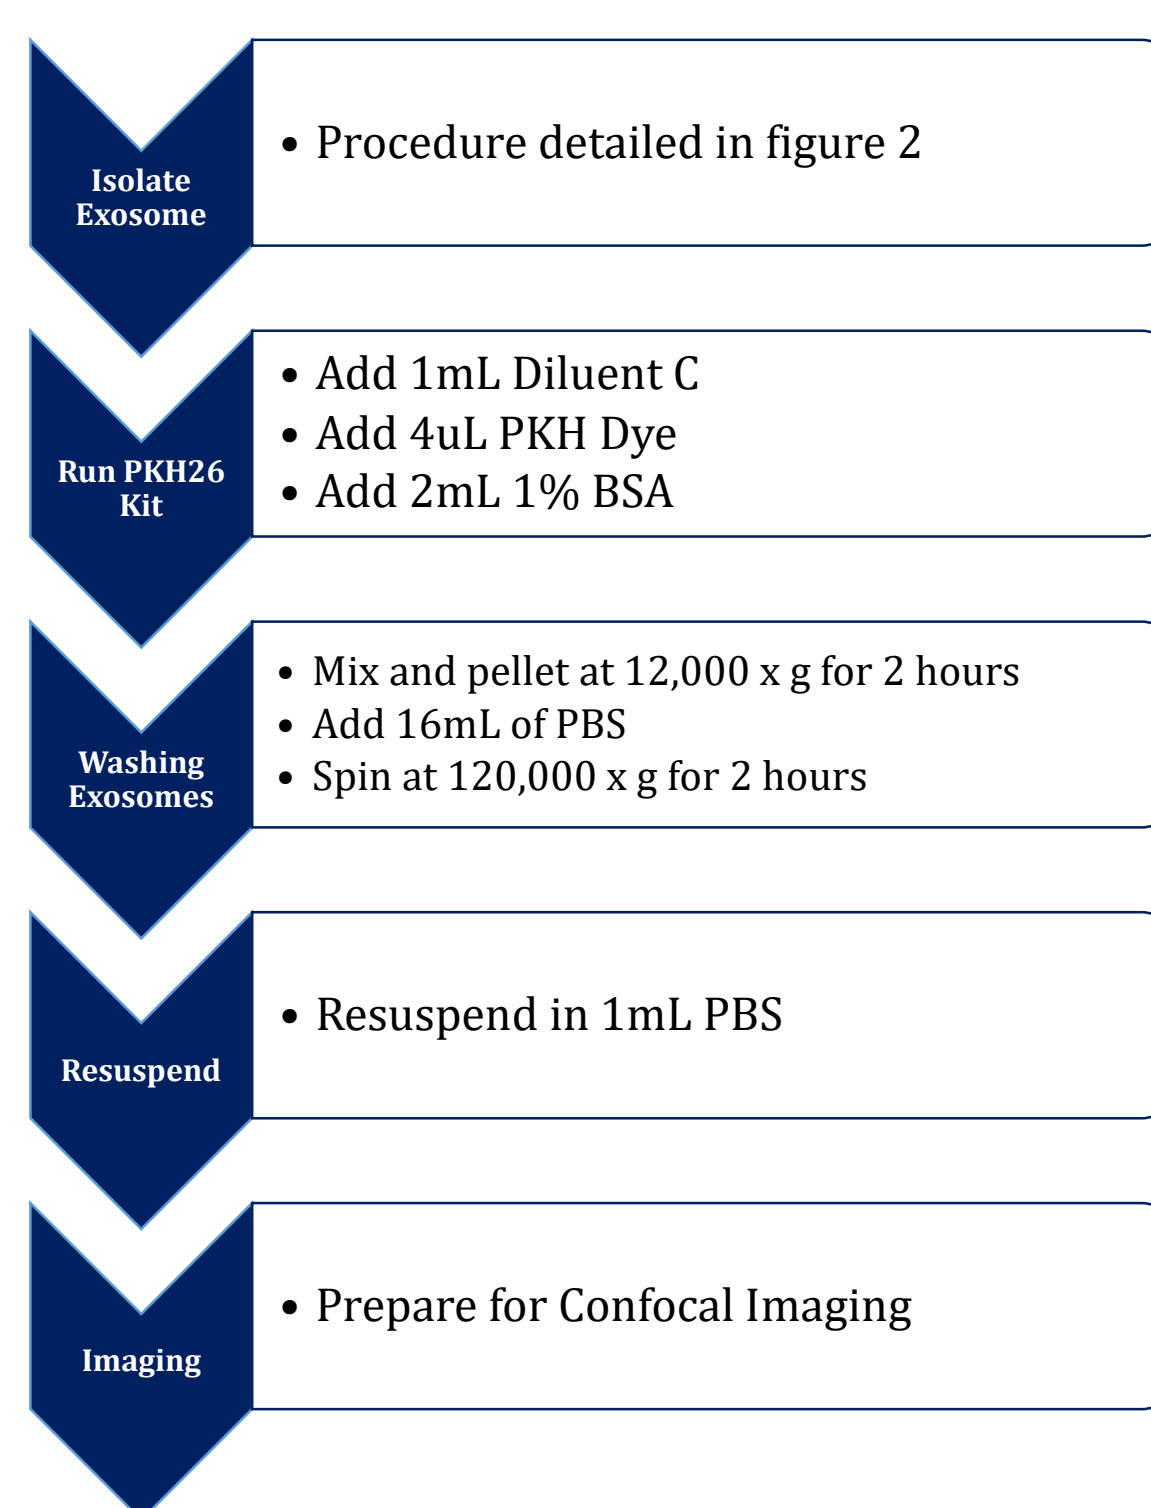 Isolate
Exosome
• Procedure detailed in figure 2
Run PKH26
Kit
• Add 1mL Diluent C
• Add 4uL PKH Dye
• Add 2mL 1% BSA
Washing
Exosomes
• Mix and pellet at 12,000 x g for 2 hours
• Add 16mL of PBS
• Spin at 120,000 x g for 2 hours
Resuspend
• Resuspend in 1mL PBS
Imaging
• Prepare for Confocal Imaging